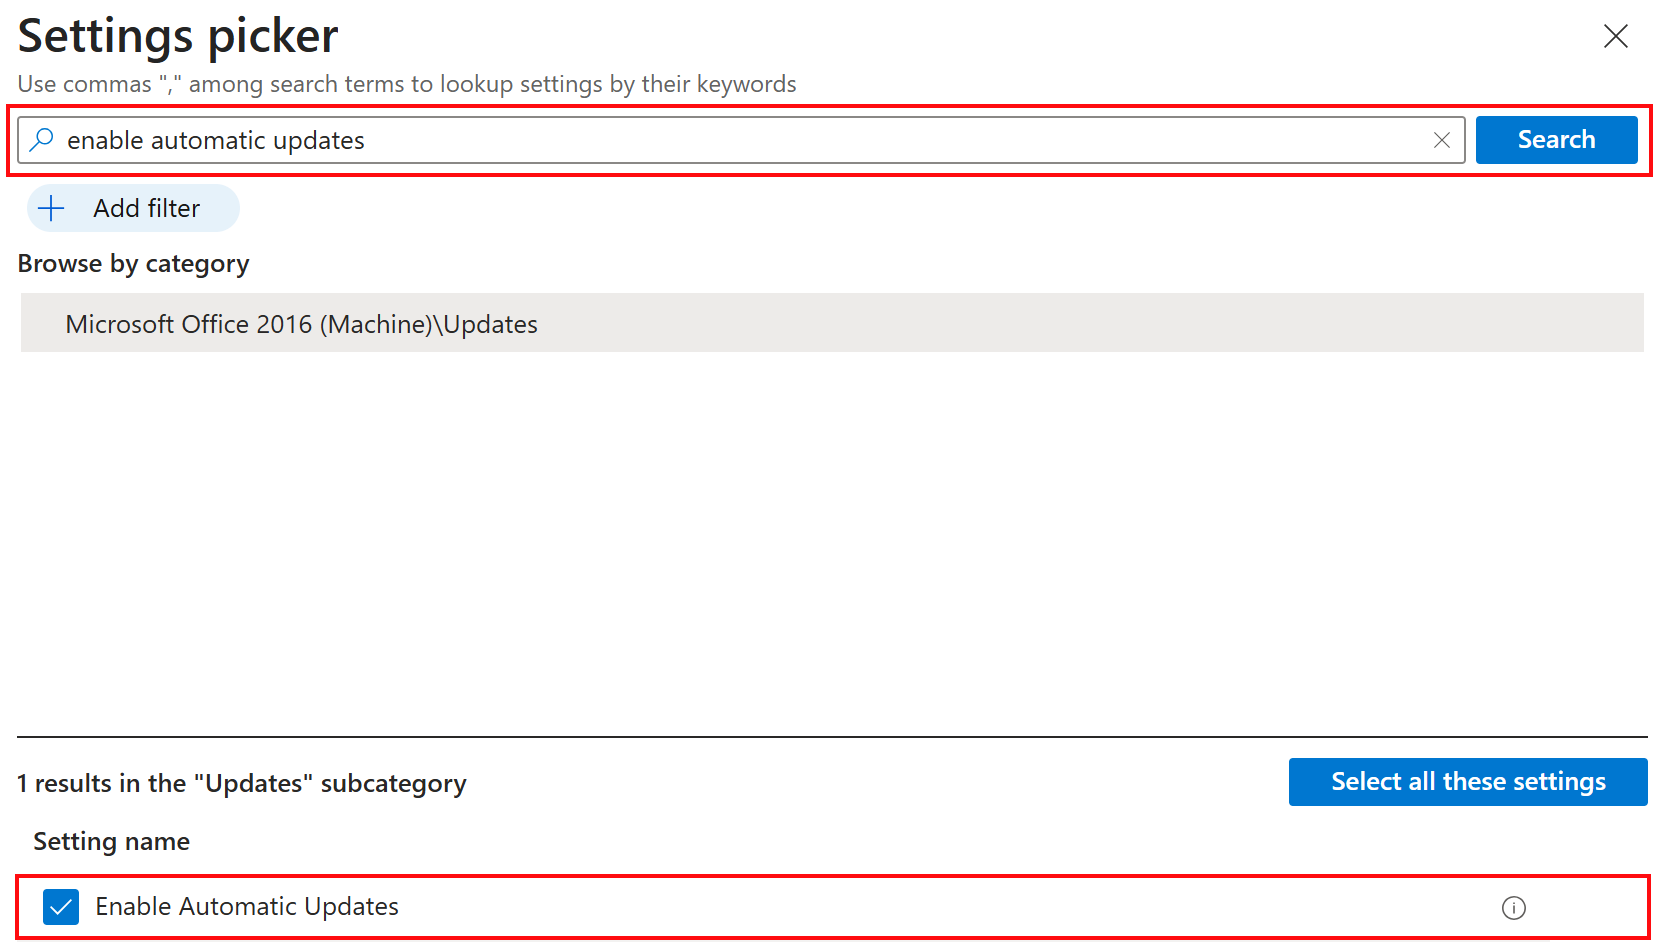 Settings picker
Use commas "," among search terms to lookup settings by their keywords
enable automatic updates
Search
Add filter
Browse by category
Microsoft Office 2016 (Machine)\Updates
1 results in the "Updates" subcategory
Select all these settings
Setting name
Enable Automatic Updates